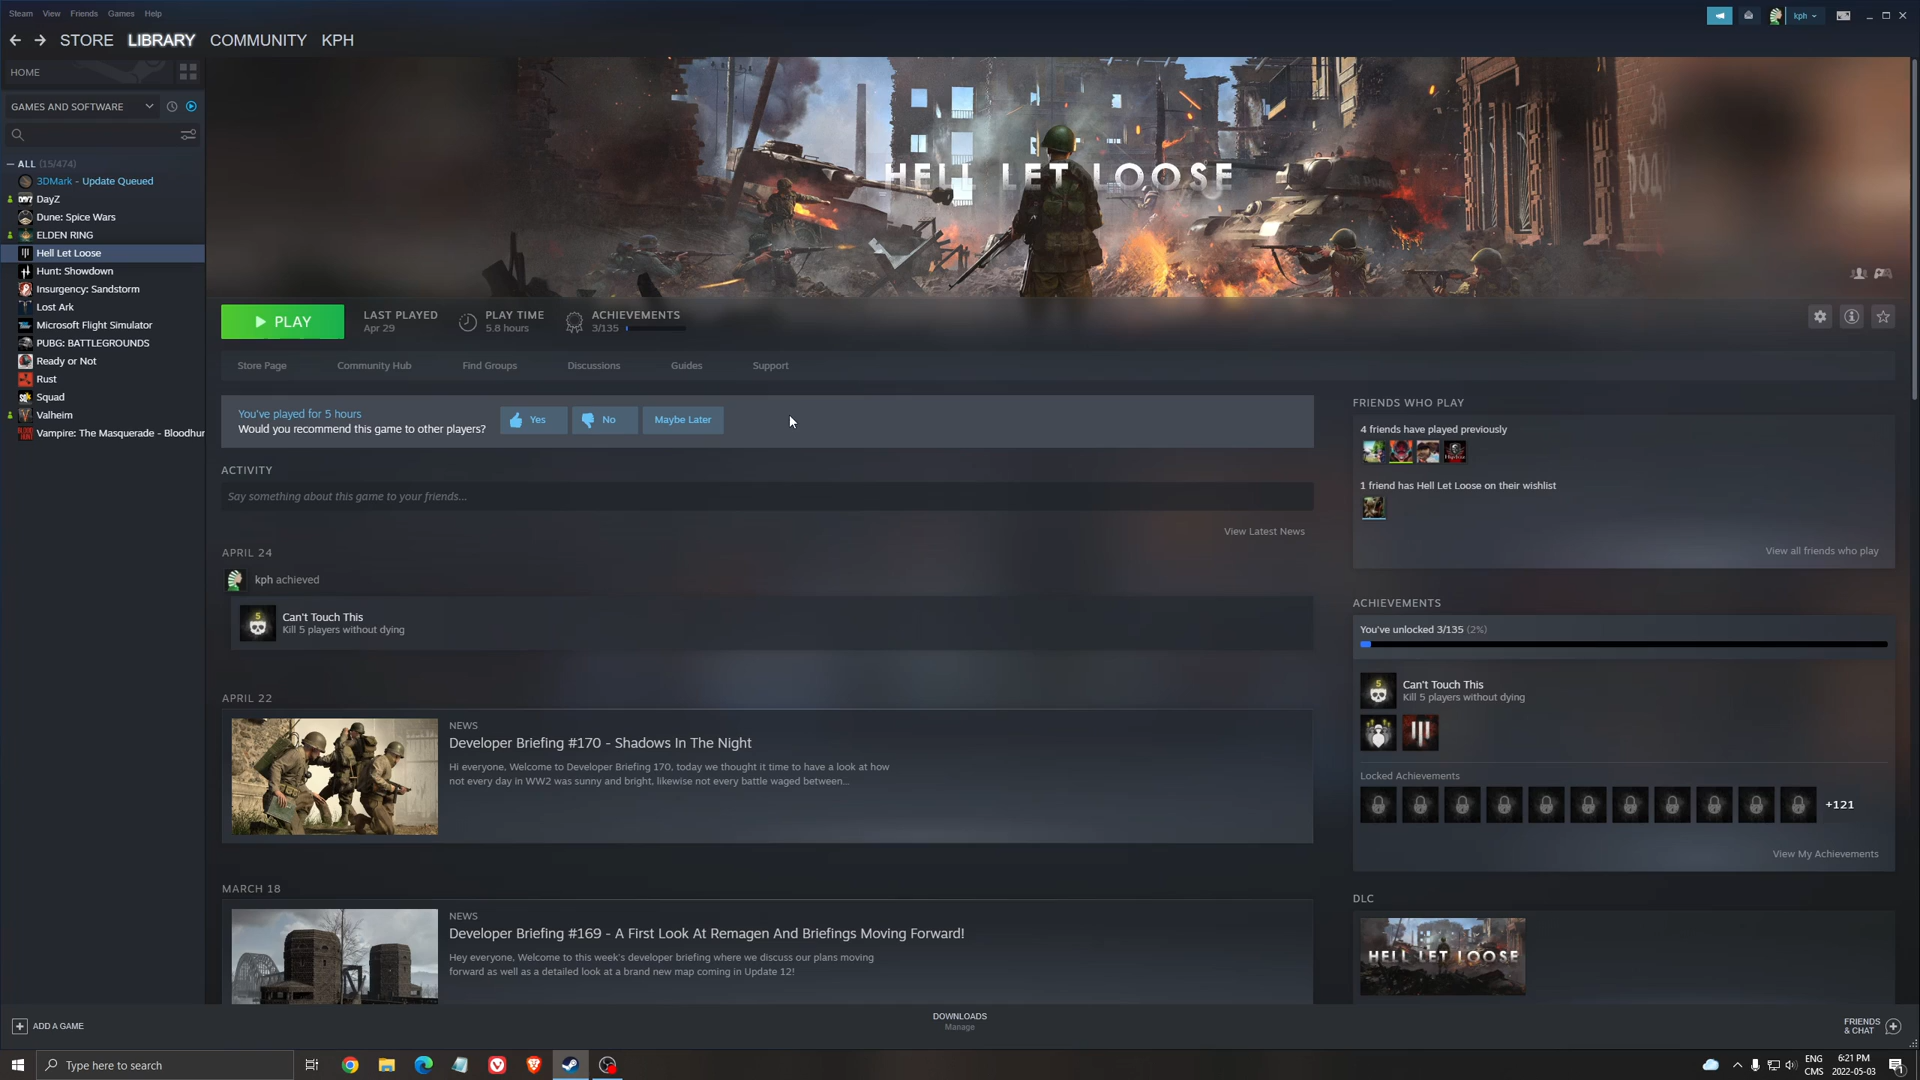 Steam View Friends Games Help
kph
STORE LIBRARY COMMUNITY KPH
HOME
GAMES AND SOFTWARE
ALL (15/474)
3DMark - Update Queued
DayZ
Dune: Spice Wars
ELDEN RING
Hell Let Loose
Hunt: Showdown
Insurgency: Sandstorm
Lost Ark
Microsoft Flight Simulator
PUBG: BATTLEGROUNDS
Ready or Not
Rust
Squad
Valheim
Vampire: The Masquerade - Bloodhun
HELL LET LOOSE
PLAY
LAST PLAYED
Apr 29
PLAY TIME
5.8 hours
ACHIEVEMENTS
3/135
Store Page Community Hub Find Groups Discussions Guides Support
You've played for 5 hours
Would you recommend this game to other players?
Yes No Maybe Later
ACTIVITY
Say something about this game to your friends...
View Latest News
APRIL 24
kph achieved
5
Can't Touch This
Kill 5 players without dying
APRIL 22
NEWS
Developer Briefing #170 - Shadows In The Night
Hi everyone, Welcome to Developer Briefing 170, today we thought it time to have a look at how
not every day in WW2 was sunny and bright, likewise not every battle waged between...
MARCH 18
NEWS
Developer Briefing #169 - A First Look At Remagen And Briefings Moving Forward!
Hey everyone, Welcome to this week's developer briefing where we discuss our plans moving
forward as well as a detailed look at a brand new map coming in Update 12!
FRIENDS WHO PLAY
4 friends have played previously
1 friend has Hell Let Loose on their wishlist
View all friends who play
ACHIEVEMENTS
You've unlocked 3/135 (2%)
5
Can't Touch This
Kill 5 players without dying
Locked Achievements
+121
View My Achievements
DLC
HELL LET LOOSE
ADD A GAME
DOWNLOADS
Manage
FRIENDS
& CHAT
Type here to search
ENG
CMS
6:21 PM
2022-05-03
1